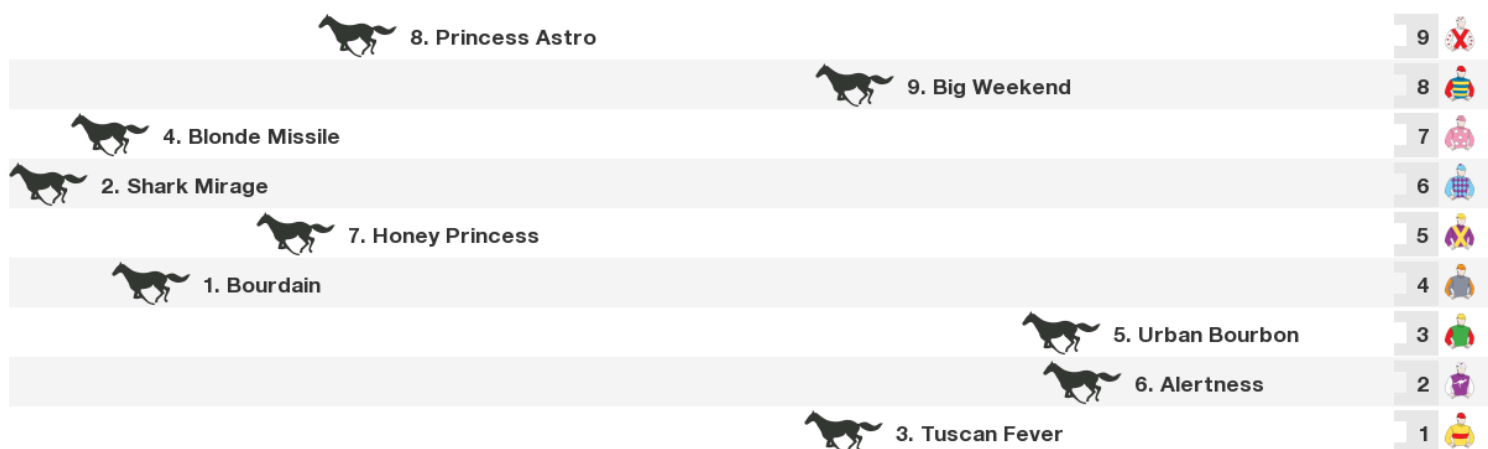 8. Princess Astro 9
9. Big Weekend 8
4. Blonde Missile 7
2. Shark Mirage 6
7. Honey Princess 5
1. Bourdain 4
5. Urban Bourbon 3
6. Alertness 2
3. Tuscan Fever 1